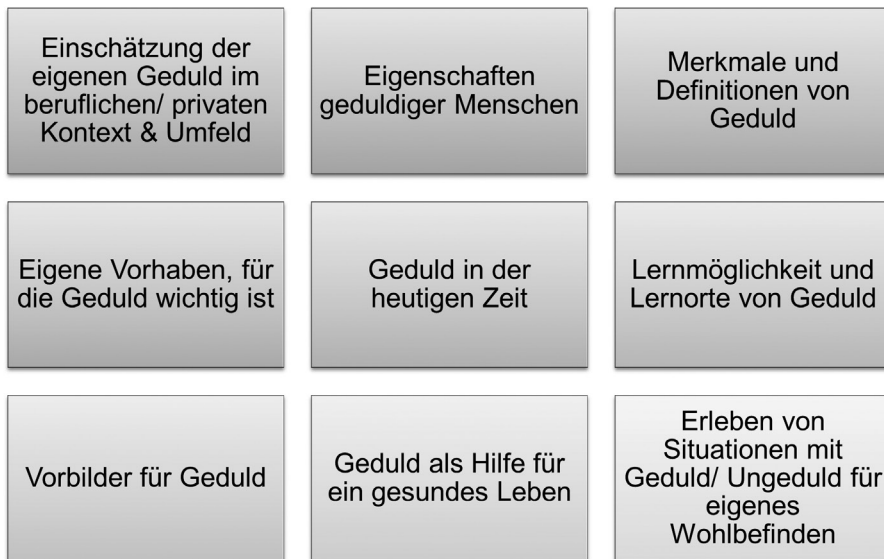 Einschätzung der
eigenen Geduld im
beruflichen/ privaten
Kontext & Umfeld
Eigenschaften
geduldiger Menschen
Merkmale und
Definitionen von
Geduld
Eigene Vorhaben, für
die Geduld wichtig ist
Geduld in der
heutigen Zeit
Lernmöglichkeit und
Lernorte von Geduld
Vorbilder für Geduld
Geduld als Hilfe für
ein gesundes Leben
Erleben von
Situationen mit
Geduld/ Ungeduld für
eigenes
Wohlbefinden